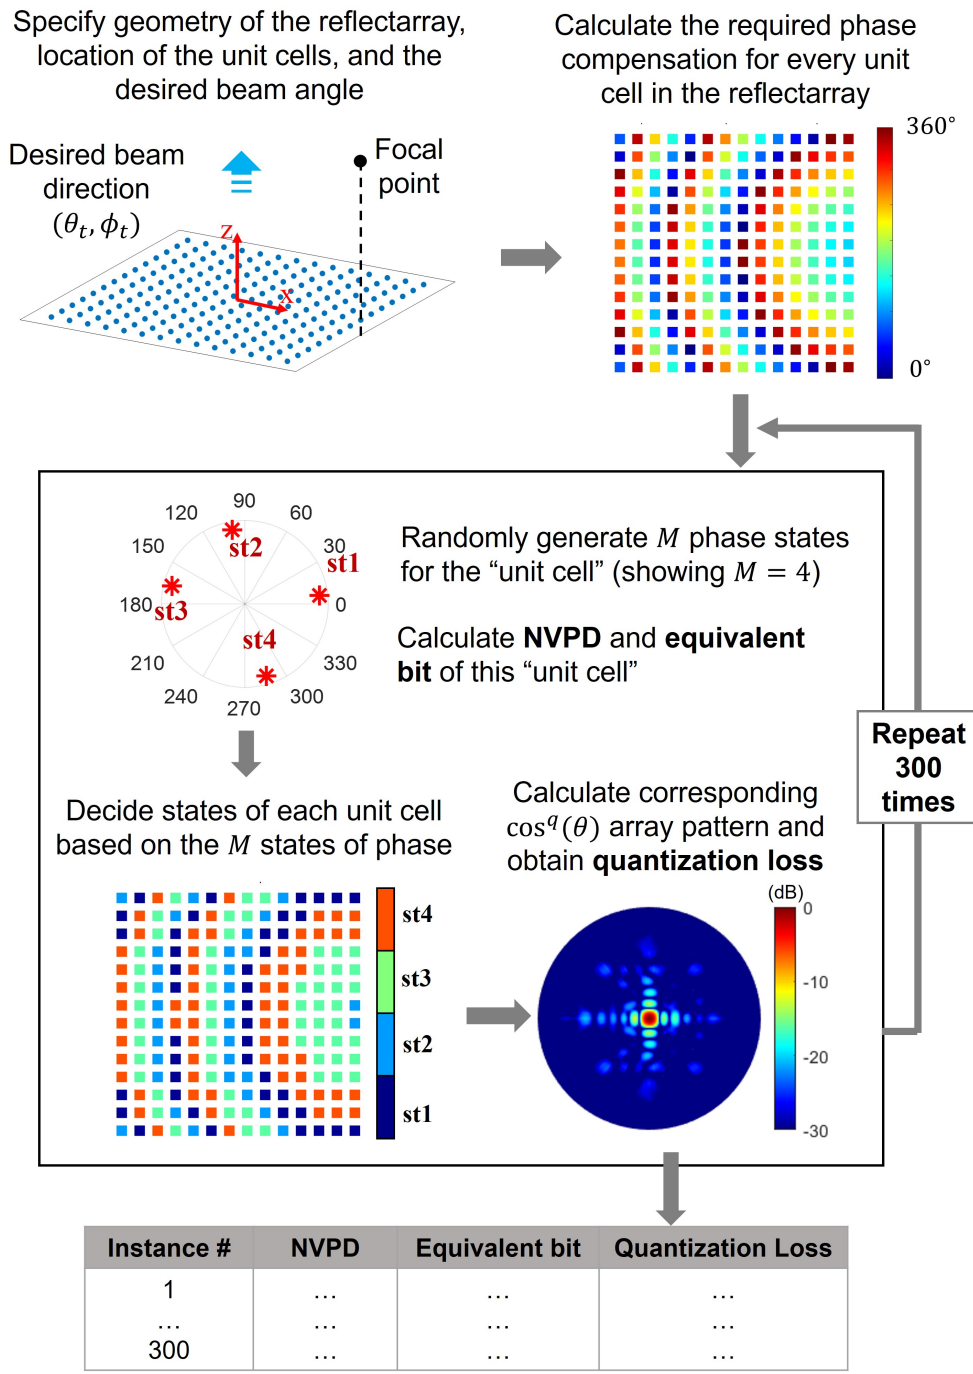 Specify geometry of the reflectarray,
location of the unit cells, and the
desired beam angle
Desired beam
direction
(θₜ, ϕₜ)
Focal
point
z
x
Calculate the required phase
compensation for every unit
cell in the reflectarray
360°
0°
90
120
60
150
30
180
0
210
330
240
300
270
st1
st2
st3
st4
Randomly generate M phase states
for the “unit cell” (showing M = 4)
Calculate NVPD and equivalent
bit of this “unit cell”
Repeat
300
times
Decide states of each unit cell
based on the M states of phase
st4
st3
st2
st1
Calculate corresponding
cos^q(θ) array pattern and
obtain quantization loss
(dB)
0
-10
-20
-30
Instance # NVPD Equivalent bit Quantization Loss
1 ... ... ...
... ... ... ...
300 ... ... ...